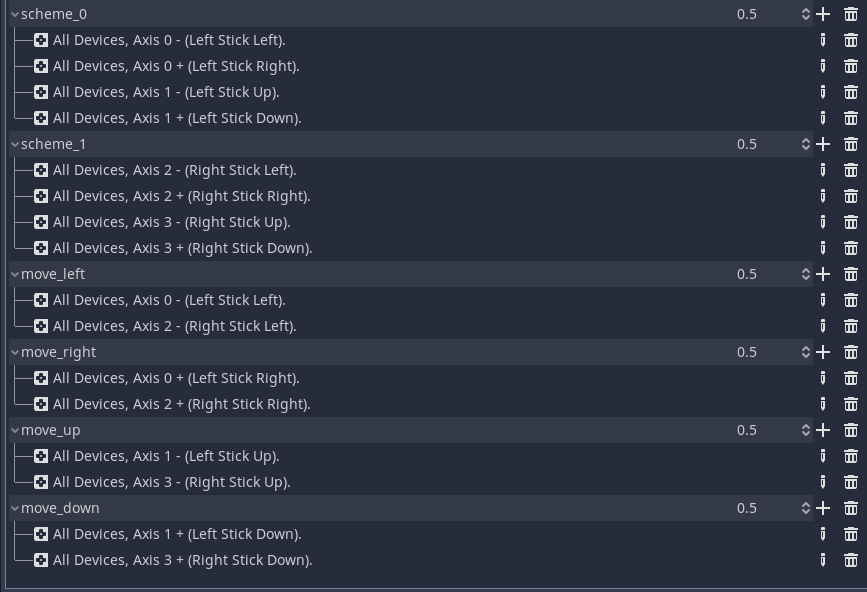 scheme_0 0.5
All Devices, Axis 0 - (Left Stick Left).
All Devices, Axis 0 + (Left Stick Right).
All Devices, Axis 1 - (Left Stick Up).
All Devices, Axis 1 + (Left Stick Down).
scheme_1 0.5
All Devices, Axis 2 - (Right Stick Left).
All Devices, Axis 2 + (Right Stick Right).
All Devices, Axis 3 - (Right Stick Up).
All Devices, Axis 3 + (Right Stick Down).
move_left 0.5
All Devices, Axis 0 - (Left Stick Left).
All Devices, Axis 2 - (Right Stick Left).
move_right 0.5
All Devices, Axis 0 + (Left Stick Right).
All Devices, Axis 2 + (Right Stick Right).
move_up 0.5
All Devices, Axis 1 - (Left Stick Up).
All Devices, Axis 3 - (Right Stick Up).
move_down 0.5
All Devices, Axis 1 + (Left Stick Down).
All Devices, Axis 3 + (Right Stick Down).